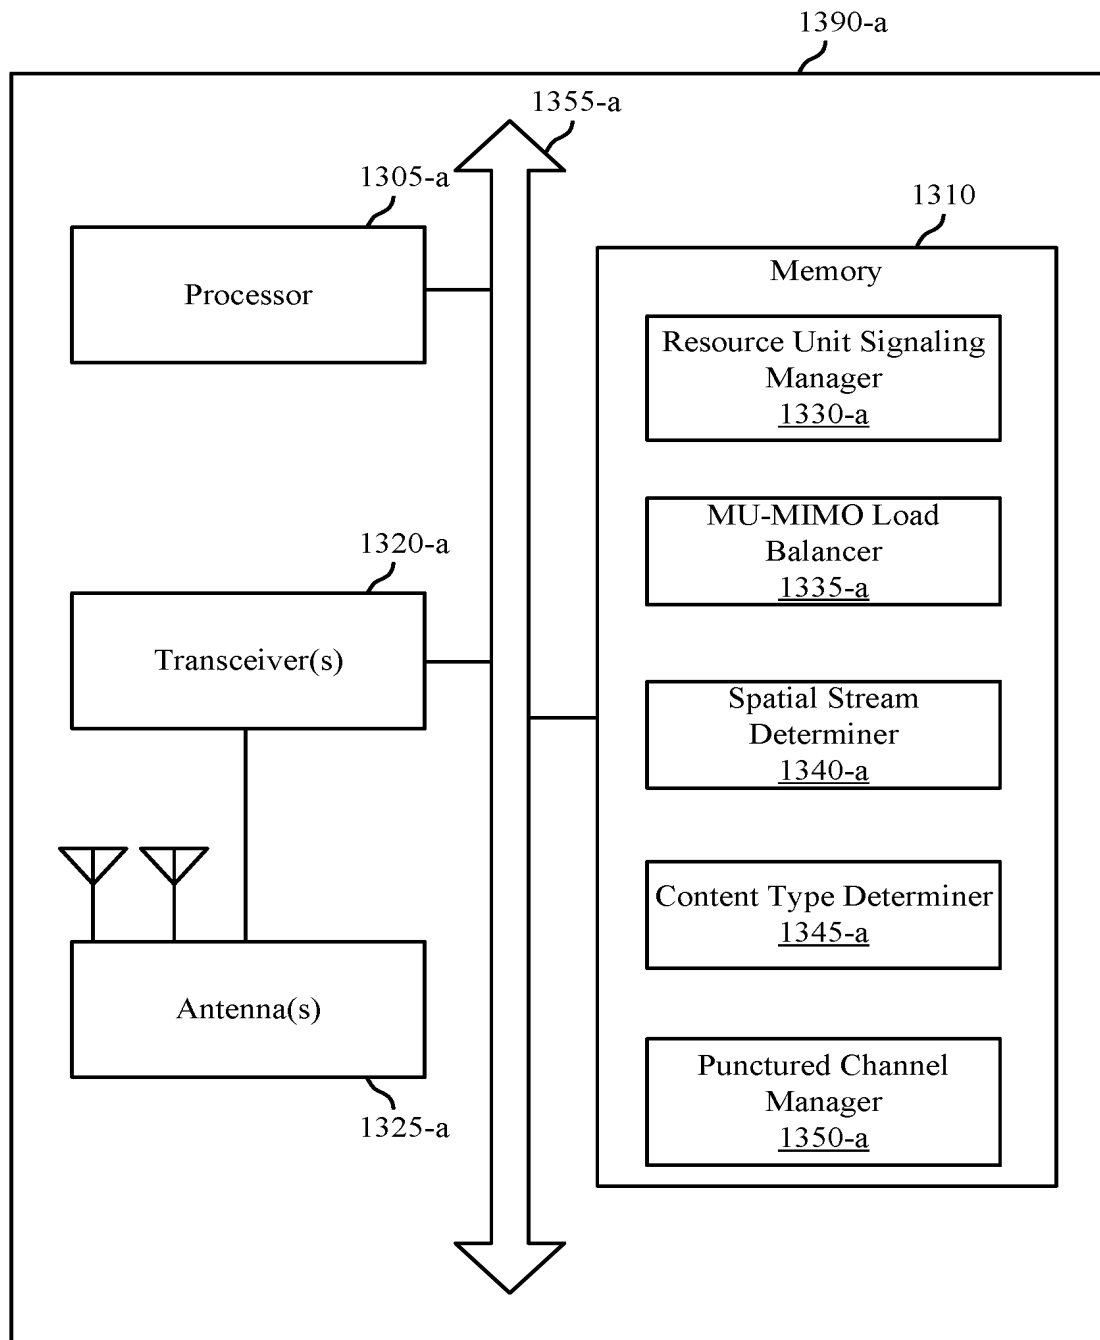 1390-a
1355-a
1305-a
Processor
1310
Memory
Resource Unit Signaling
Manager
1330-a
MU-MIMO Load
Balancer
1335-a
1320-a
Transceiver(s)
Spatial Stream
Determiner
1340-a
Content Type Determiner
1345-a
Antenna(s)
1325-a
Punctured Channel
Manager
1350-a